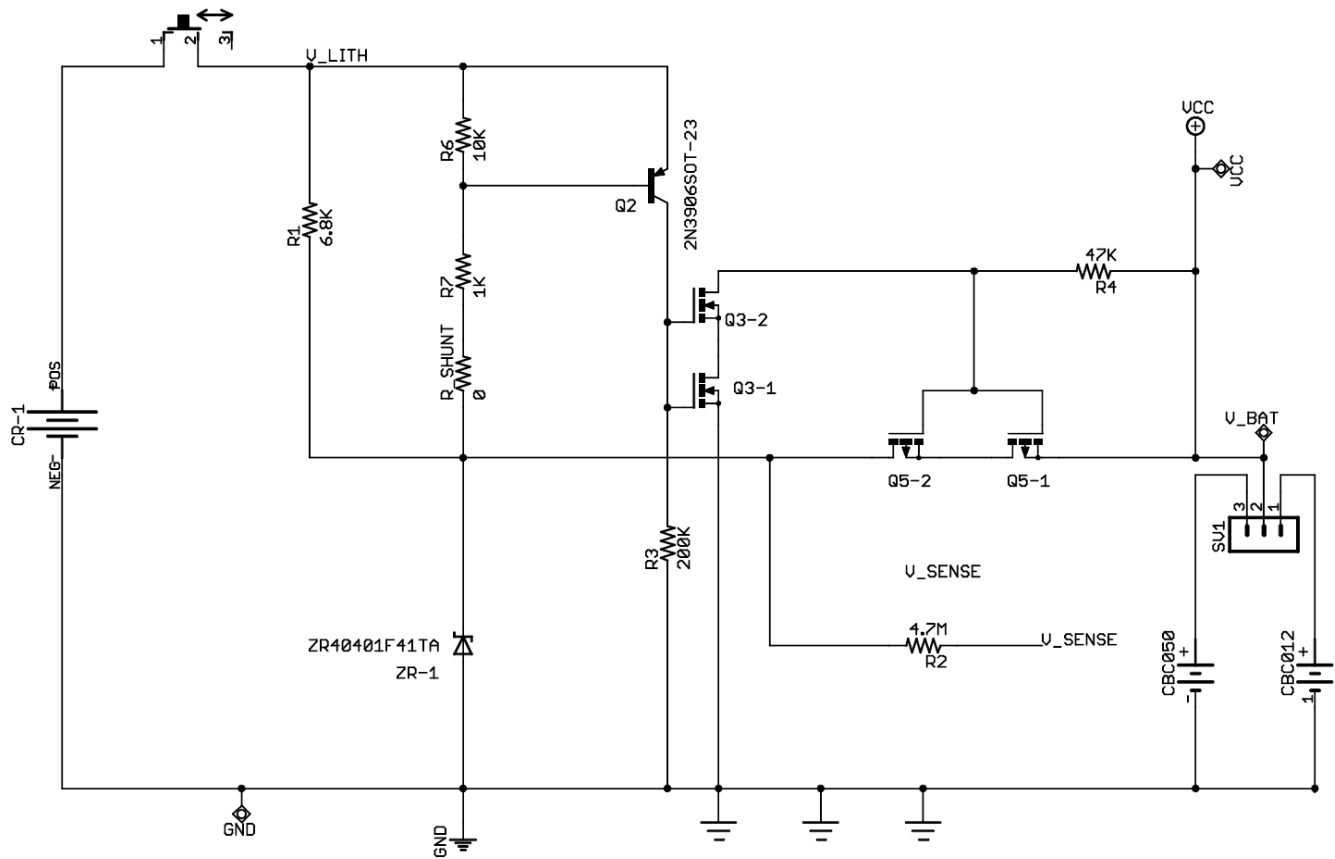 1 2 3
V_LITH
VCC
VCC
R6
10K
2N3906SOT-23
Q2
R1
6.8K
R7
1K
47K
R4
Q3-2
R_SHUNT
0
Q3-1
POS
CR-1
NEG
-
V_BAT
Q5-2
Q5-1
3 2 1
SV1
R3
200K
V_SENSE
4.7M
R2
V_SENSE
ZR40401F41TA
ZR-1
CBC050
+
-
CBC012
+
1
GND
GND